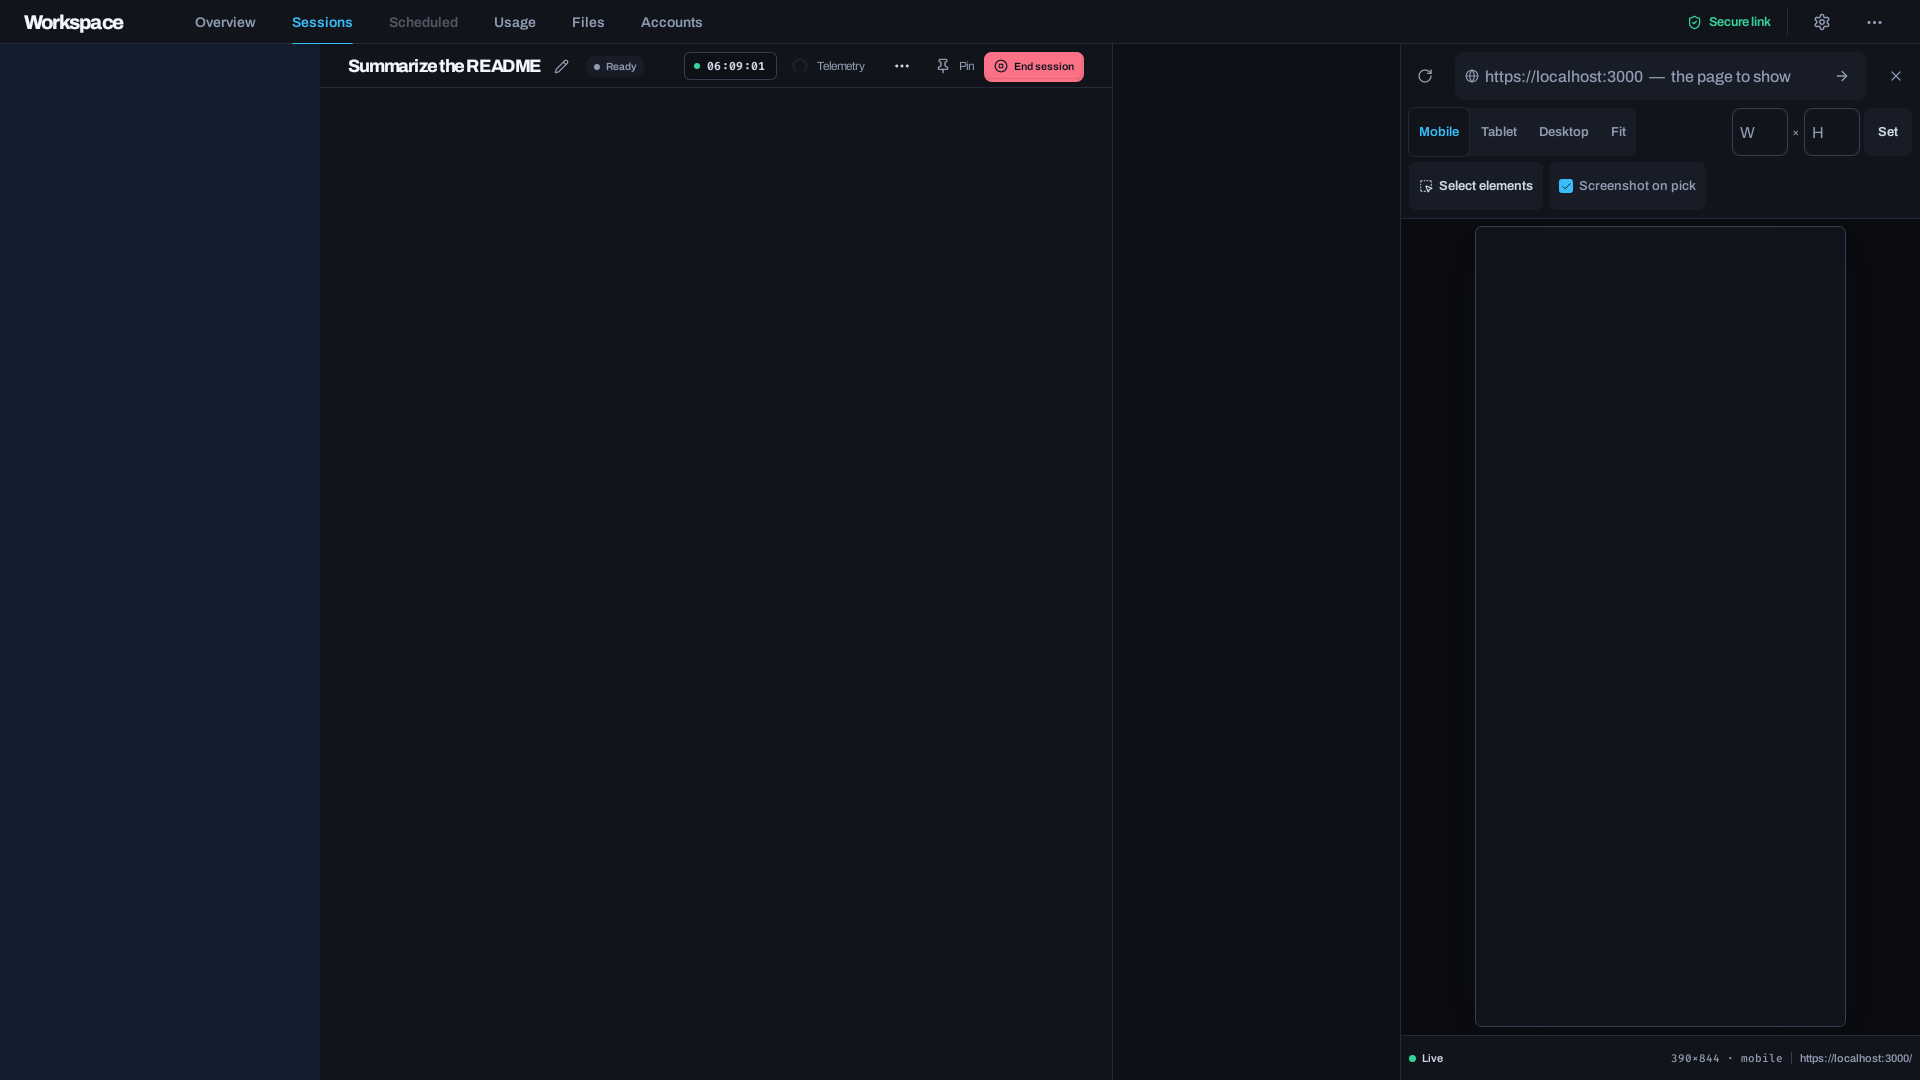 Workspace
Overview
Sessions
Scheduled
Usage
Files
Accounts
Secure link
Summarize the README
Ready
06:09:01
Telemetry
Pin
End session
https://localhost:3000 — the page to show
Mobile
Tablet
Desktop
Fit
W
×
H
Set
Select elements
Screenshot on pick
Live
390×844 · mobile
https://localhost:3000/